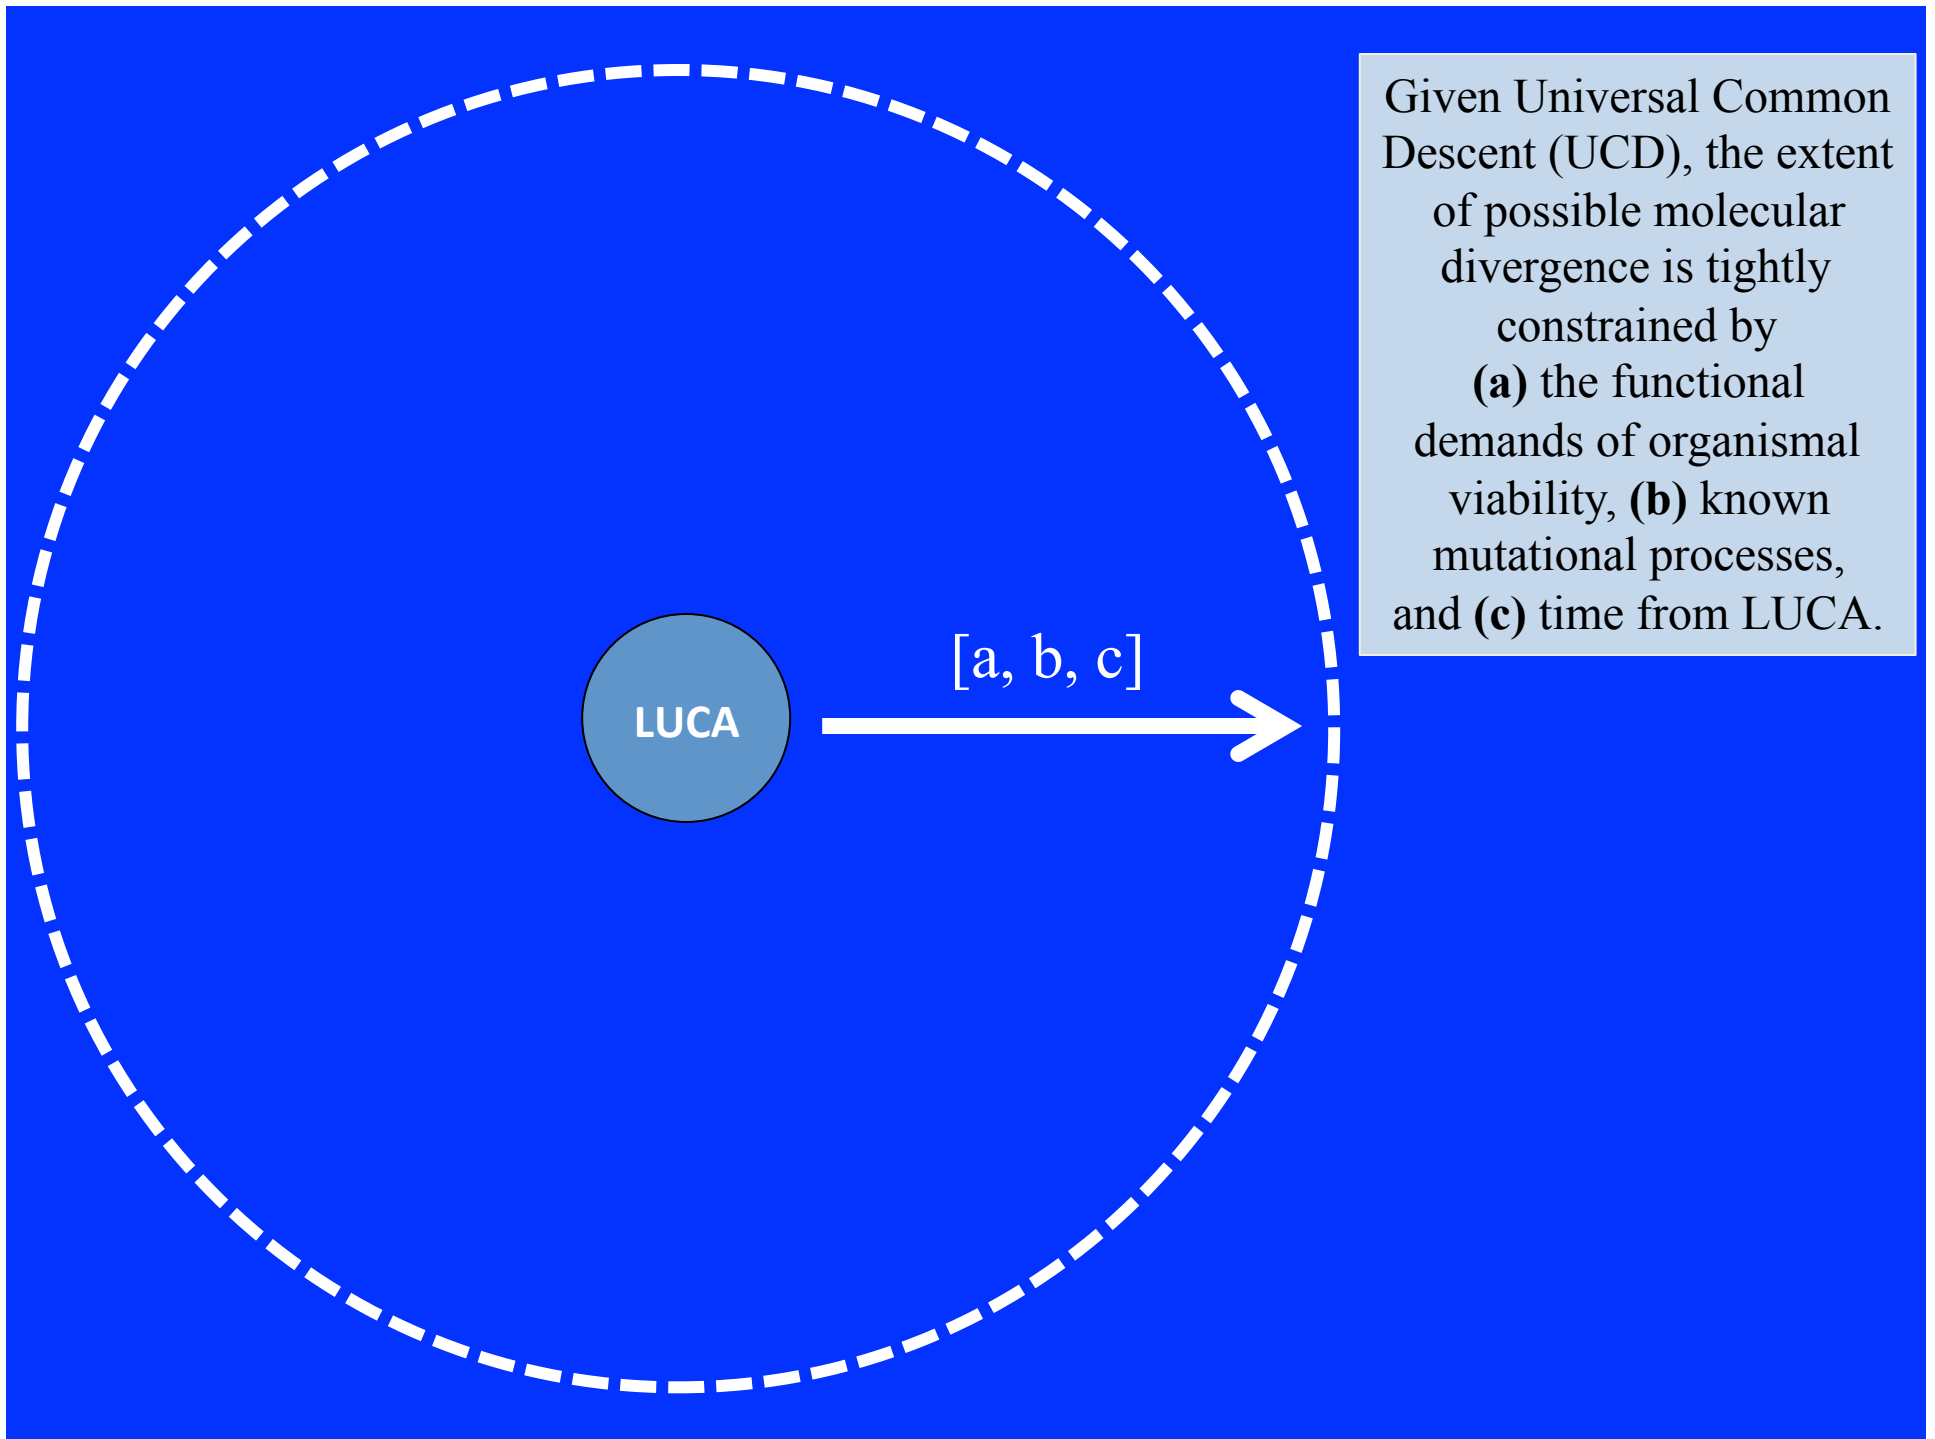 Given Universal Common
Descent (UCD), the extent
of possible molecular
divergence is tightly
constrained by
(a) the functional
demands of organismal
viability, (b) known
mutational processes,
and (c) time from LUCA.
[a, b, c]
LUCA